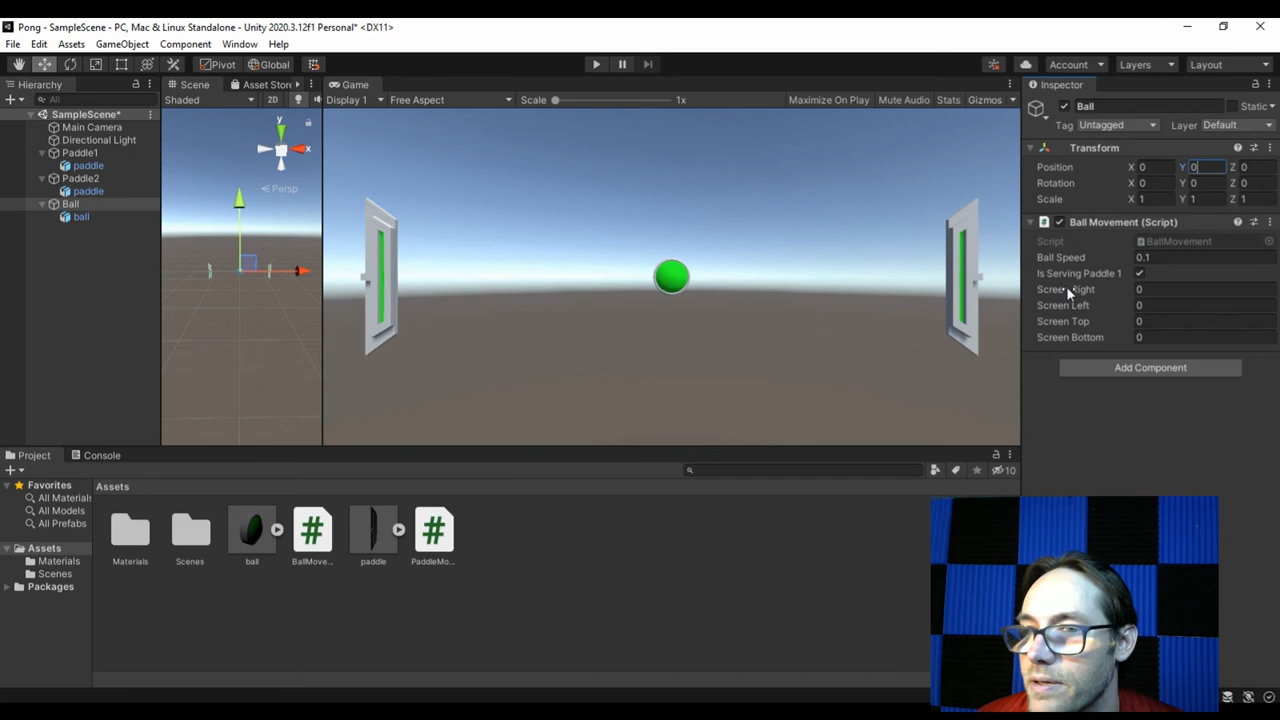 Pong - SampleScene - PC, Mac & Linux Standalone - Unity 2020.3.12f1 Personal* <DX11>
File Edit Assets GameObject Component Window Help
Pivot Global Account Layers Layout
Hierarchy Scene Asset Store Game Inspector
All Shaded 2D Display 1 Free Aspect Scale 1x Maximize On Play Mute Audio Stats Gizmos
Ball Static
SampleScene*
Main Camera
Directional Light
Paddle1
paddle
Paddle2
paddle
Ball
ball
y
x
Persp
Tag Untagged Layer Default
Transform
Position X 0 Y 0 Z 0
Rotation X 0 Y 0 Z 0
Scale X 1 Y 1 Z 1
# Ball Movement (Script)
Script BallMovement
Ball Speed 0.1
Is Serving Paddle 1
Screen Right 0
Screen Left 0
Screen Top 0
Screen Bottom 0
Add Component
Project Console
10
Favorites
All Materials
All Models
All Prefabs
Assets
Materials
Scenes
Packages
Assets
# #
Materials Scenes ball BallMove... paddle PaddleMo...